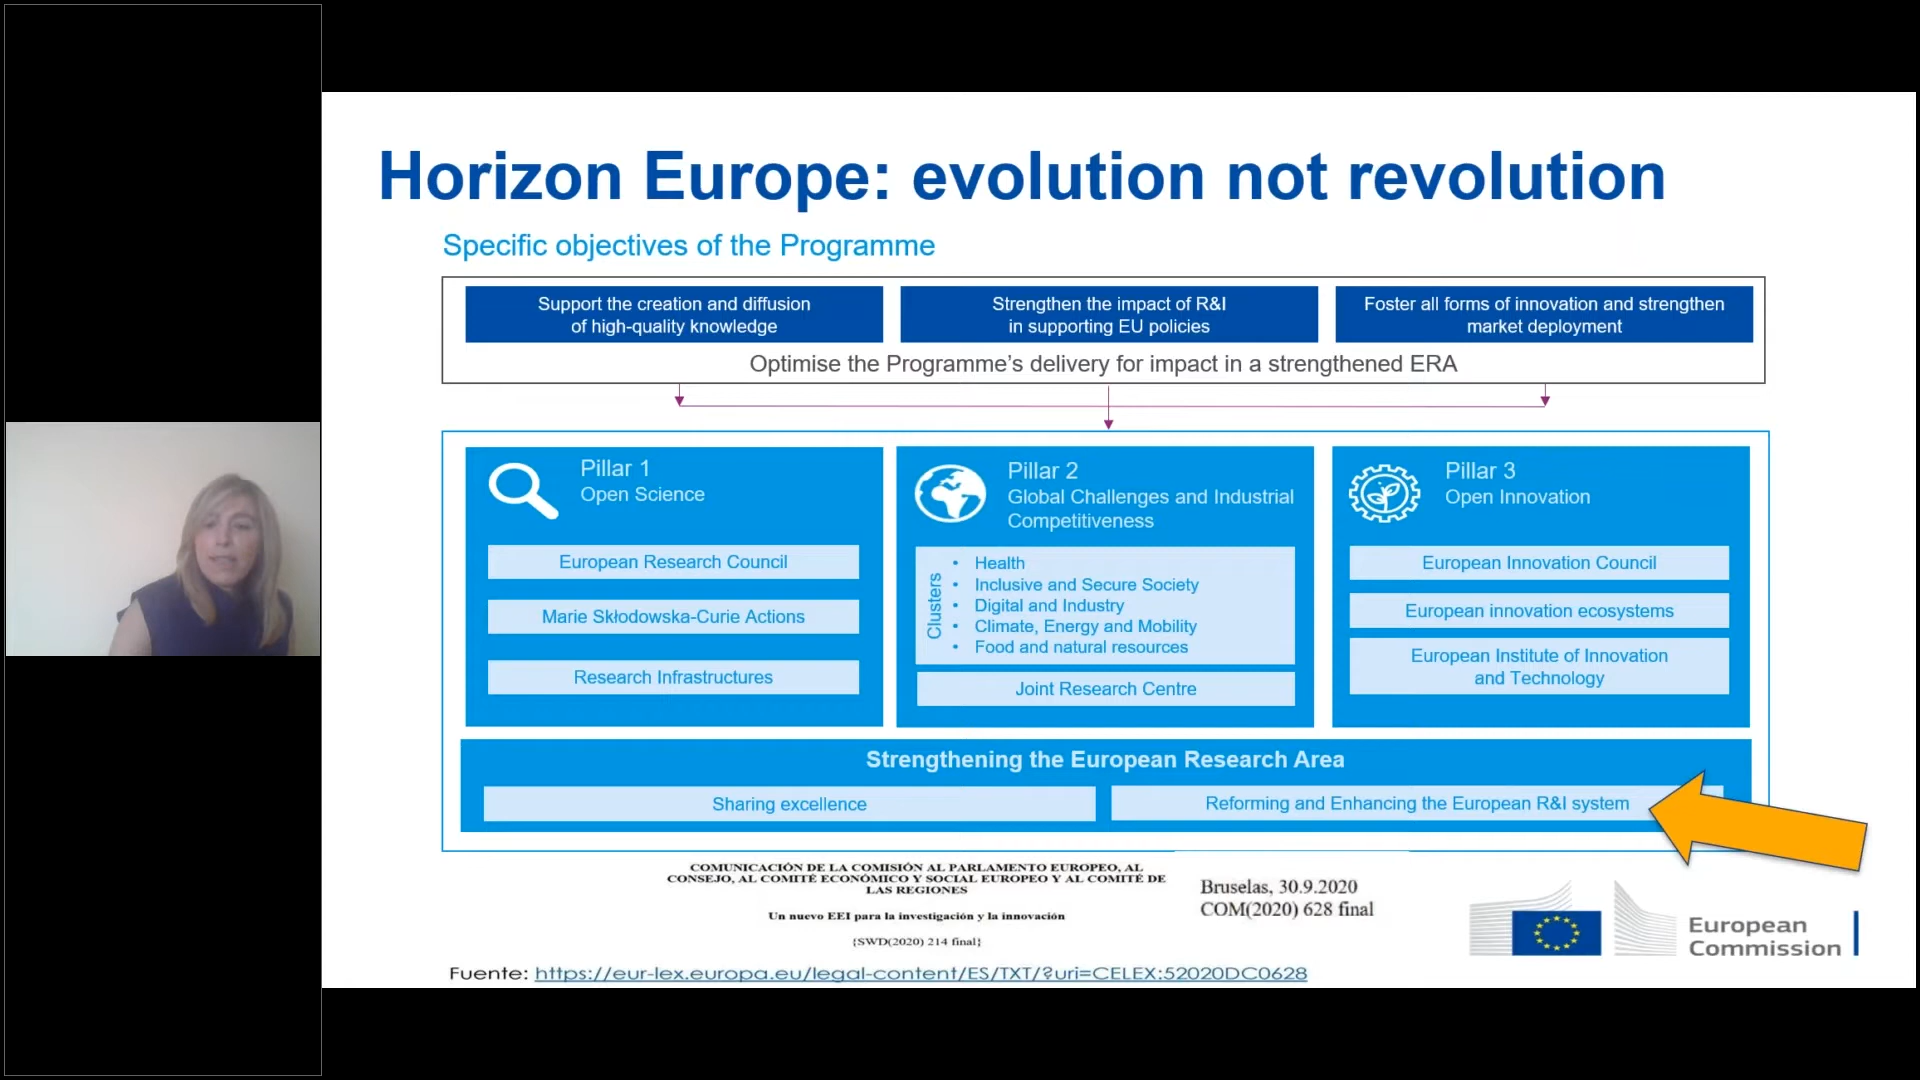 Horizon Europe: evolution not revolution
Specific objectives of the Programme
Support the creation and diffusion
of high-quality knowledge
Strengthen the impact of R&I
in supporting EU policies
Foster all forms of innovation and strengthen
market deployment
Optimise the Programme’s delivery for impact in a strengthened ERA
Pillar 1
Open Science
European Research Council
Marie Skłodowska-Curie Actions
Research Infrastructures
Pillar 2
Global Challenges and Industrial
Competitiveness
Clusters
• Health
• Inclusive and Secure Society
• Digital and Industry
• Climate, Energy and Mobility
• Food and natural resources
Joint Research Centre
Pillar 3
Open Innovation
European Innovation Council
European innovation ecosystems
European Institute of Innovation
and Technology
Strengthening the European Research Area
Sharing excellence
Reforming and Enhancing the European R&I system
COMUNICACIÓN DE LA COMISIÓN AL PARLAMENTO EUROPEO, AL
CONSEJO, AL COMITÉ ECONÓMICO Y SOCIAL EUROPEO Y AL COMITÉ DE
LAS REGIONES
Un nuevo EEI para la investigación y la innovación
{SWD(2020) 214 final}
Bruselas, 30.9.2020
COM(2020) 628 final
Fuente: https://eur-lex.europa.eu/legal-content/ES/TXT/?uri=CELEX:52020DC0628
European
Commission